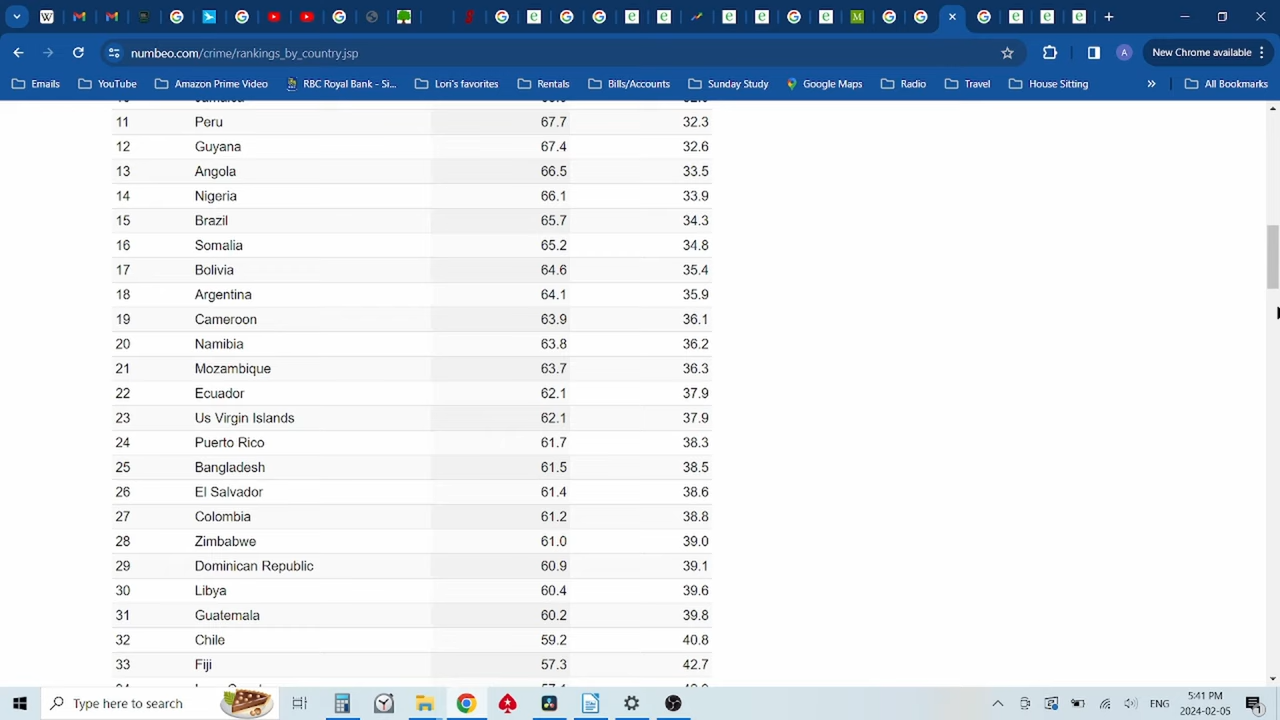 numbeo.com/crime/rankings_by_country.jsp
A
New Chrome available
Emails
YouTube
Amazon Prime Video
RBC Royal Bank - Si...
Lori's favorites
Rentals
Bills/Accounts
Sunday Study
Google Maps
Radio
Travel
House Sitting
All Bookmarks
11 Peru 67.7 32.3
12 Guyana 67.4 32.6
13 Angola 66.5 33.5
14 Nigeria 66.1 33.9
15 Brazil 65.7 34.3
16 Somalia 65.2 34.8
17 Bolivia 64.6 35.4
18 Argentina 64.1 35.9
19 Cameroon 63.9 36.1
20 Namibia 63.8 36.2
21 Mozambique 63.7 36.3
22 Ecuador 62.1 37.9
23 Us Virgin Islands 62.1 37.9
24 Puerto Rico 61.7 38.3
25 Bangladesh 61.5 38.5
26 El Salvador 61.4 38.6
27 Colombia 61.2 38.8
28 Zimbabwe 61.0 39.0
29 Dominican Republic 60.9 39.1
30 Libya 60.4 39.6
31 Guatemala 60.2 39.8
32 Chile 59.2 40.8
33 Fiji 57.3 42.7
Type here to search
ENG
5:41 PM
2024-02-05
1